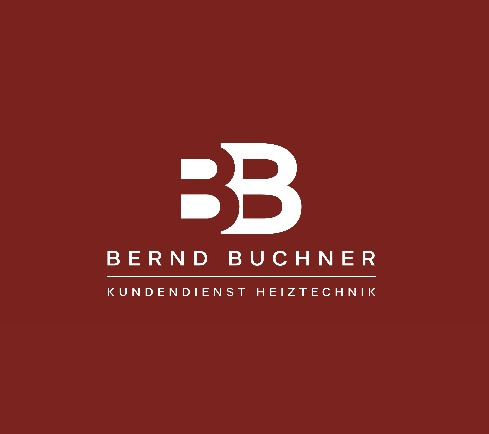 BB
BERND BUCHNER
KUNDENDIENST HEIZTECHNIK